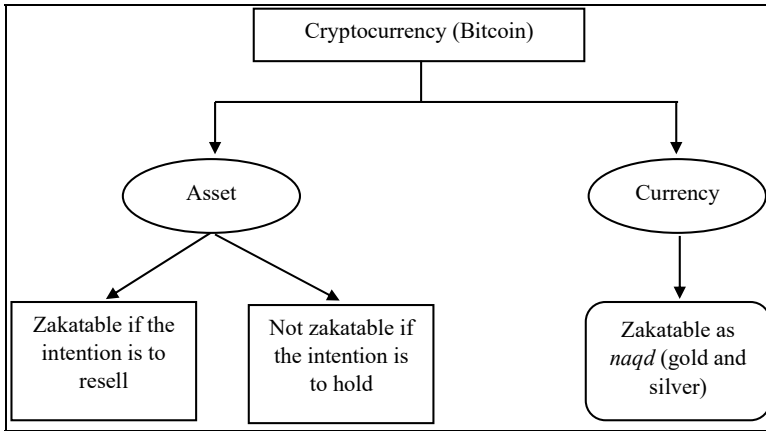 Cryptocurrency (Bitcoin)
Asset
Currency
Zakatable if the
intention is to
resell
Not zakatable if
the intention is
to hold
Zakatable as
naqd (gold and
silver)